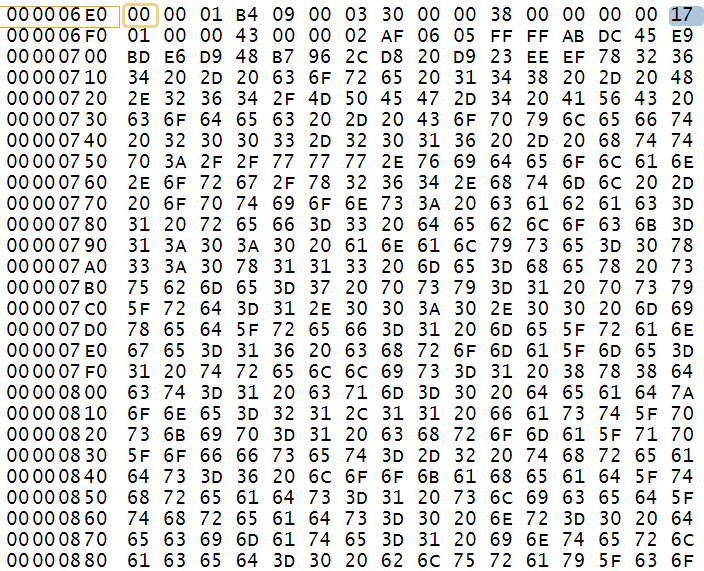 000006E0 00 00 01 B4 09 00 03 30 00 00 38 00 00 00 00 17
000006F0 01 00 00 43 00 00 02 AF 06 05 FF FF AB DC 45 E9
00000700 BD E6 D9 48 B7 96 2C D8 20 D9 23 EE EF 78 32 36
00000710 34 20 2D 20 63 6F 72 65 20 31 34 38 20 2D 20 48
00000720 2E 32 36 34 2F 4D 50 45 47 2D 34 20 41 56 43 20
00000730 63 6F 64 65 63 20 2D 20 43 6F 70 79 6C 65 66 74
00000740 20 32 30 30 33 2D 32 30 31 36 20 2D 20 68 74 74
00000750 70 3A 2F 2F 77 77 77 2E 76 69 64 65 6F 6C 61 6E
00000760 2E 6F 72 67 2F 78 32 36 34 2E 68 74 6D 6C 20 2D
00000770 20 6F 70 74 69 6F 6E 73 3A 20 63 61 62 61 63 3D
00000780 31 20 72 65 66 3D 33 20 64 65 62 6C 6F 63 6B 3D
00000790 31 3A 30 3A 30 20 61 6E 61 6C 79 73 65 3D 30 78
000007A0 33 3A 30 78 31 31 33 20 6D 65 3D 68 65 78 20 73
000007B0 75 62 6D 65 3D 37 20 70 73 79 3D 31 20 70 73 79
000007C0 5F 72 64 3D 31 2E 30 30 3A 30 2E 30 30 20 6D 69
000007D0 78 65 64 5F 72 65 66 3D 31 20 6D 65 5F 72 61 6E
000007E0 67 65 3D 31 36 20 63 68 72 6F 6D 61 5F 6D 65 3D
000007F0 31 20 74 72 65 6C 6C 69 73 3D 31 20 38 78 38 64
00000800 63 74 3D 31 20 63 71 6D 3D 30 20 64 65 61 64 7A
00000810 6F 6E 65 3D 32 31 2C 31 31 20 66 61 73 74 5F 70
00000820 73 6B 69 70 3D 31 20 63 68 72 6F 6D 61 5F 71 70
00000830 5F 6F 66 66 73 65 74 3D 2D 32 20 74 68 72 65 61
00000840 64 73 3D 36 20 6C 6F 6F 6B 61 68 65 61 64 5F 74
00000850 68 72 65 61 64 73 3D 31 20 73 6C 69 63 65 64 5F
00000860 74 68 72 65 61 64 73 3D 30 20 6E 72 3D 30 20 64
00000870 65 63 69 6D 61 74 65 3D 31 20 69 6E 74 65 72 6C
00000880 61 63 65 64 3D 30 20 62 6C 75 72 61 79 5F 63 6F